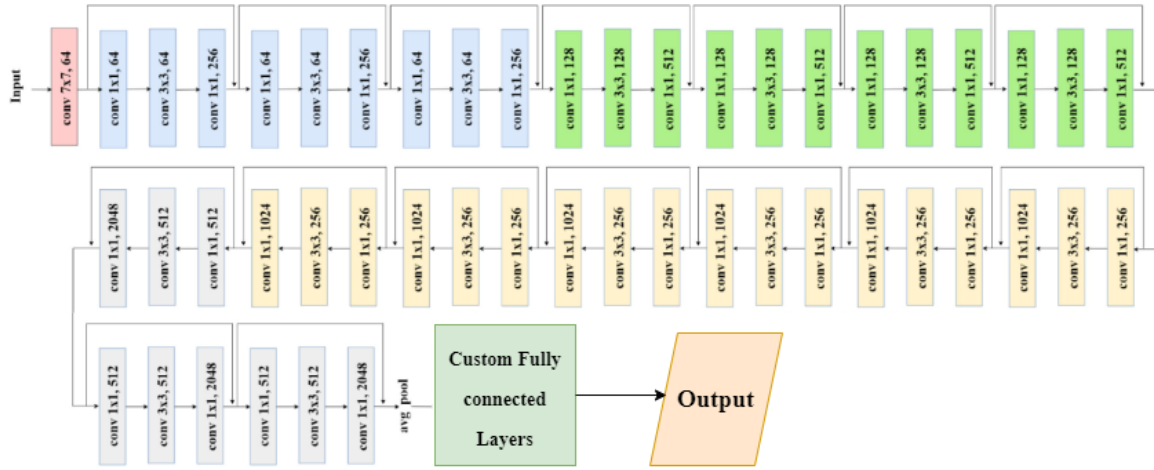 Input
conv 7x7, 64
conv 1x1, 64
conv 3x3, 64
conv 1x1, 256
conv 1x1, 64
conv 3x3, 64
conv 1x1, 256
conv 1x1, 64
conv 3x3, 64
conv 1x1, 256
conv 1x1, 128
conv 3x3, 128
conv 1x1, 512
conv 1x1, 128
conv 3x3, 128
conv 1x1, 512
conv 1x1, 128
conv 3x3, 128
conv 1x1, 512
conv 1x1, 128
conv 3x3, 128
conv 1x1, 512
conv 1x1, 2048
conv 3x3, 512
conv 1x1, 512
conv 1x1, 1024
conv 3x3, 256
conv 1x1, 256
conv 1x1, 1024
conv 3x3, 256
conv 1x1, 256
conv 1x1, 1024
conv 3x3, 256
conv 1x1, 256
conv 1x1, 1024
conv 3x3, 256
conv 1x1, 256
conv 1x1, 1024
conv 3x3, 256
conv 1x1, 256
conv 1x1, 1024
conv 3x3, 256
conv 1x1, 256
conv 1x1, 512
conv 3x3, 512
conv 1x1, 2048
conv 1x1, 512
conv 3x3, 512
conv 1x1, 2048
avg_pool
Custom Fully
connected
Layers
Output